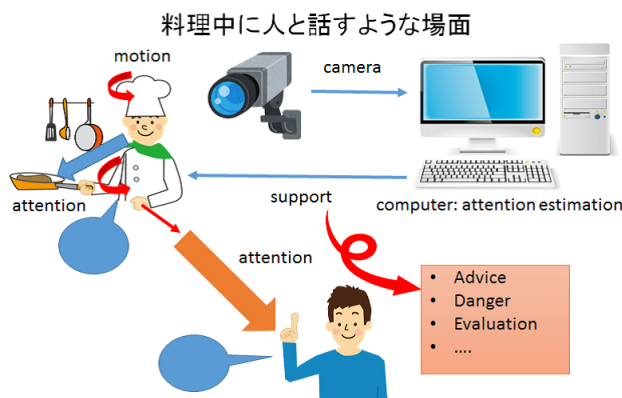 料理中に人と話すような場面
motion
camera
attention
support
computer: attention estimation
attention
• Advice
• Danger
• Evaluation
• ....